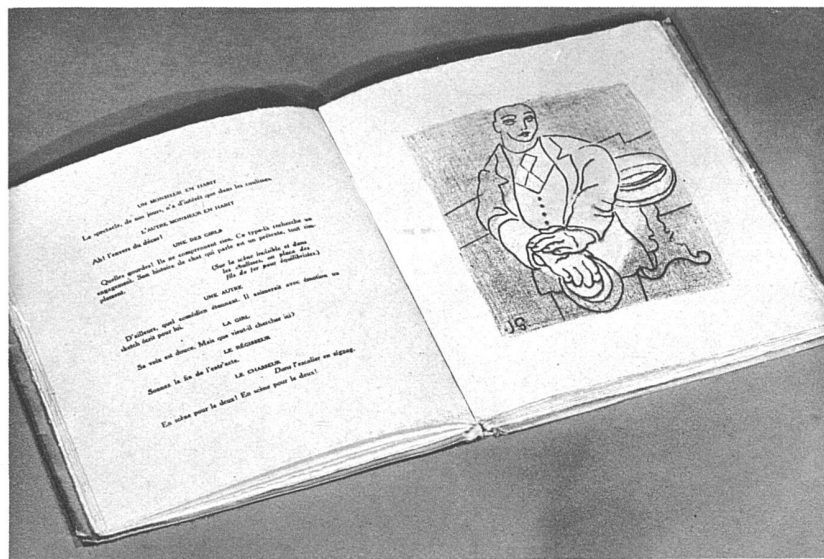 UN MONSIEUR EN HABIT
Le spectacle, de nos jours, n'a d'intérêt que dans les coulisses.
L'AUTRE MONSIEUR EN HABIT
Ah! l'envers du décor!
UNE DES GIRLS
Quelles gourdes! Ils ne comprennent rien. Ce type-là recherche un
engagement. Son histoire de chat qui parle est un prétexte, tout sim-
plement.
(Sur la scène invisible et dans
les coulisses, on place des
fils de fer pour équilibristes.)
UNE AUTRE
D'ailleurs, quel comédien étonnant. Il animerait avec émotion un
sketch écrit pour lui.
LA GIRL
Sa voix est douce. Mais que vient-il chercher ici?
LE RÉGISSEUR
Sonnez la fin de l'entr'acte.
LE CHASSEUR
Dans l'escalier en zigzag.
En scène pour le deux! En scène pour le deux!
JG